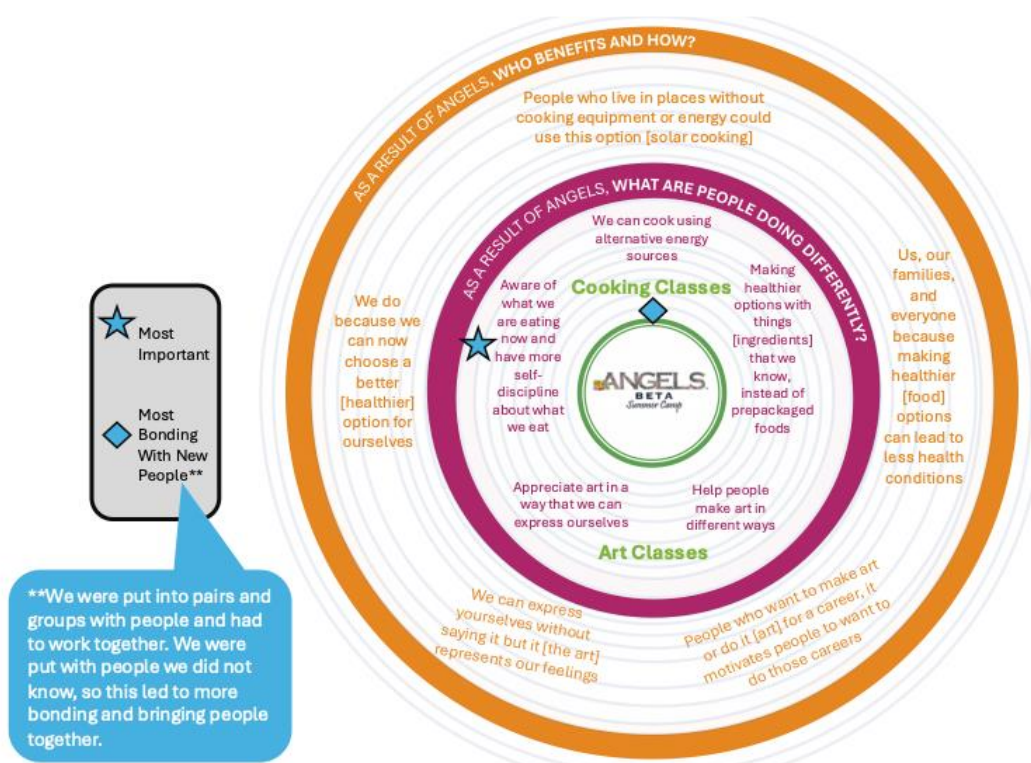 AS A RESULT OF ANGELS, WHO BENEFITS AND HOW?
People who live in places without
cooking equipment or energy could
use this option [solar cooking]
AS A RESULT OF ANGELS, WHAT ARE PEOPLE DOING DIFFERENTLY?
We can cook using
alternative energy
sources
Cooking Classes
Aware of
what we
are eating
now and
have more
self-
discipline
about what
we eat
Making
healthier
options with
things
[ingredients]
that we
know,
instead of
prepackaged
foods
ANGELS
BETA
Summer Camp
We do
because we
can now
choose a
better
[healthier]
option for
ourselves
Us, our
families,
and
everyone
because
making
healthier
[food]
options
can lead to
less health
conditions
Appreciate art in a
way that we can
express ourselves
Help people
make art in
different ways
Art Classes
We can express
yourselves without
saying it but it [the art]
represents our feelings
People who want to make art
or do it [art] for a career, it
motivates people to want to
do those careers
Most
Important
Most
Bonding
With New
People**
**We were put into pairs and
groups with people and had
to work together. We were
put with people we did not
know, so this led to more
bonding and bringing people
together.